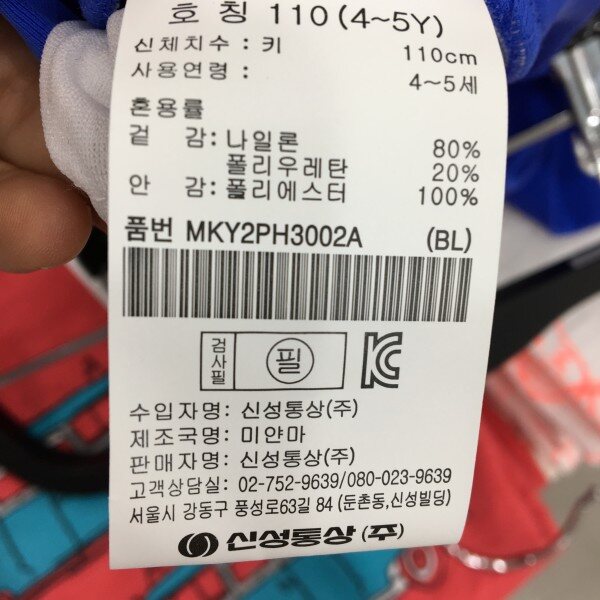 호 칭 110 (4~5Y)
신체치수 : 키 110cm
사용연령 : 4~5세
혼용률
겉 감 : 나일론 80%
폴리우레탄 20%
안 감 : 폴리에스터 100%
품번 MKY2PH3002A (BL)
검사필 필 KC
수입자명: 신성통상(주)
제조국명: 미얀마
판매자명: 신성통상(주)
고객상담실: 02-752-9639/080-023-9639
서울시 강동구 풍성로63길 84 (둔촌동,신성빌딩)
신성통상 (주)